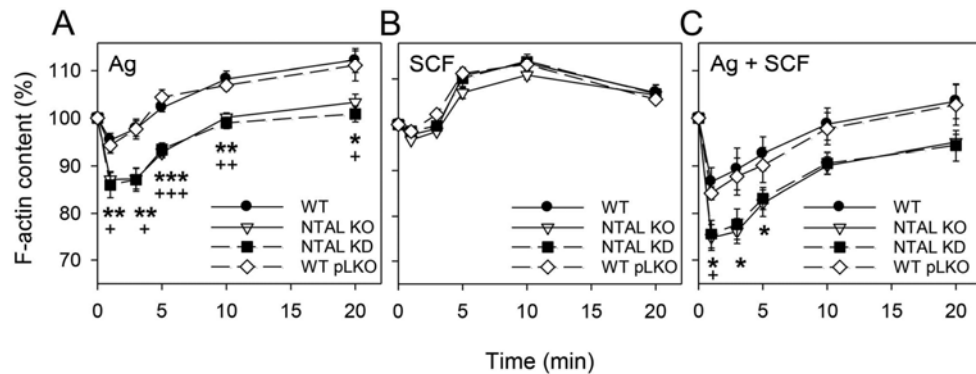 A
B
C
Ag
SCF
Ag + SCF
F-actin content (%)
110
100
90
80
70
**
+
**
+
***
+++
**
++
*
+
*
+
*
*
WT
NTAL KO
NTAL KD
WT pLKO
WT
NTAL KO
NTAL KD
WT pLKO
WT
NTAL KO
NTAL KD
WT pLKO
0 5 10 15 20
0 5 10 15 20
0 5 10 15 20
Time (min)